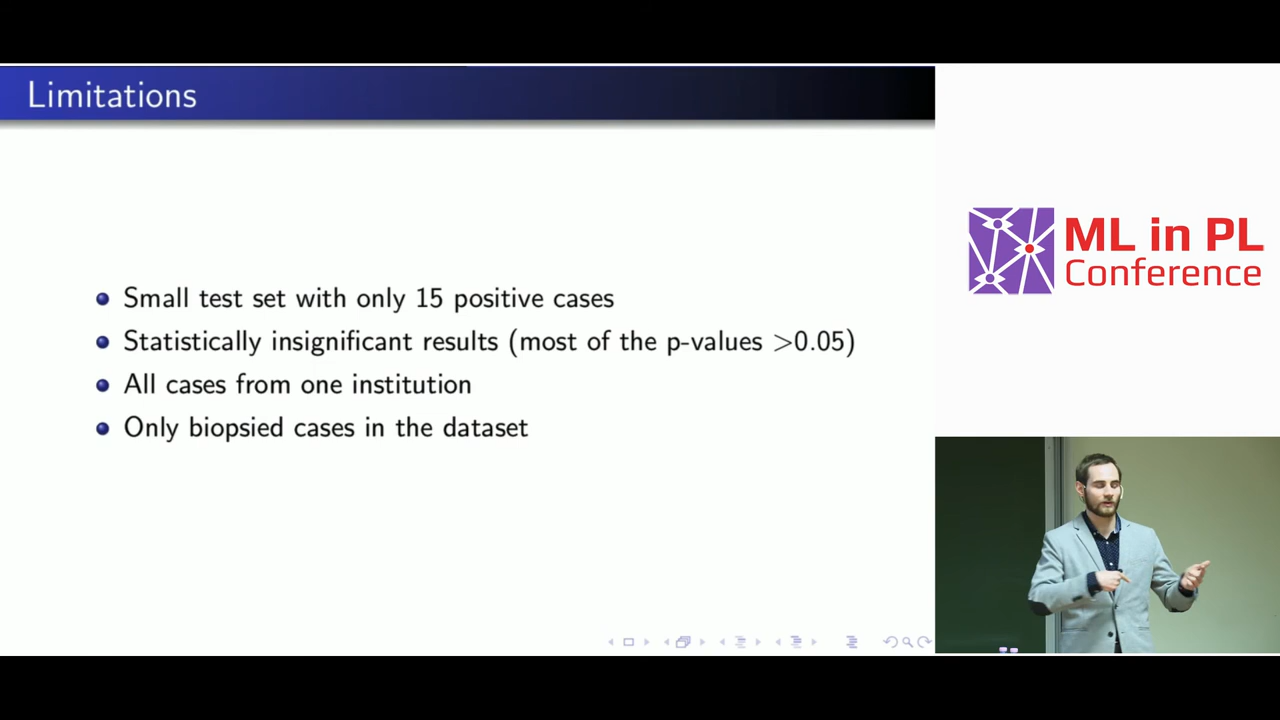 Limitations
Small test set with only 15 positive cases
Statistically insignificant results (most of the p-values >0.05)
All cases from one institution
Only biopsied cases in the dataset
ML in PL
Conference